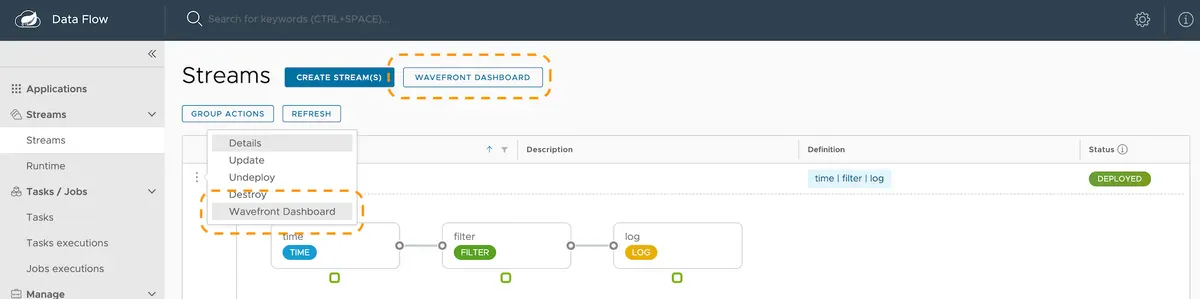 Data Flow
Search for keywords (CTRL+SPACE)...
Applications
Streams
Streams
Runtime
Tasks / Jobs
Tasks
Tasks executions
Jobs executions
Manage
Streams
CREATE STREAM(S)
WAVEFRONT DASHBOARD
GROUP ACTIONS
REFRESH
Description
Definition
Status
Details
Update
Undeploy
Destroy
Wavefront Dashboard
time | filter | log
DEPLOYED
time
TIME
filter
FILTER
log
LOG